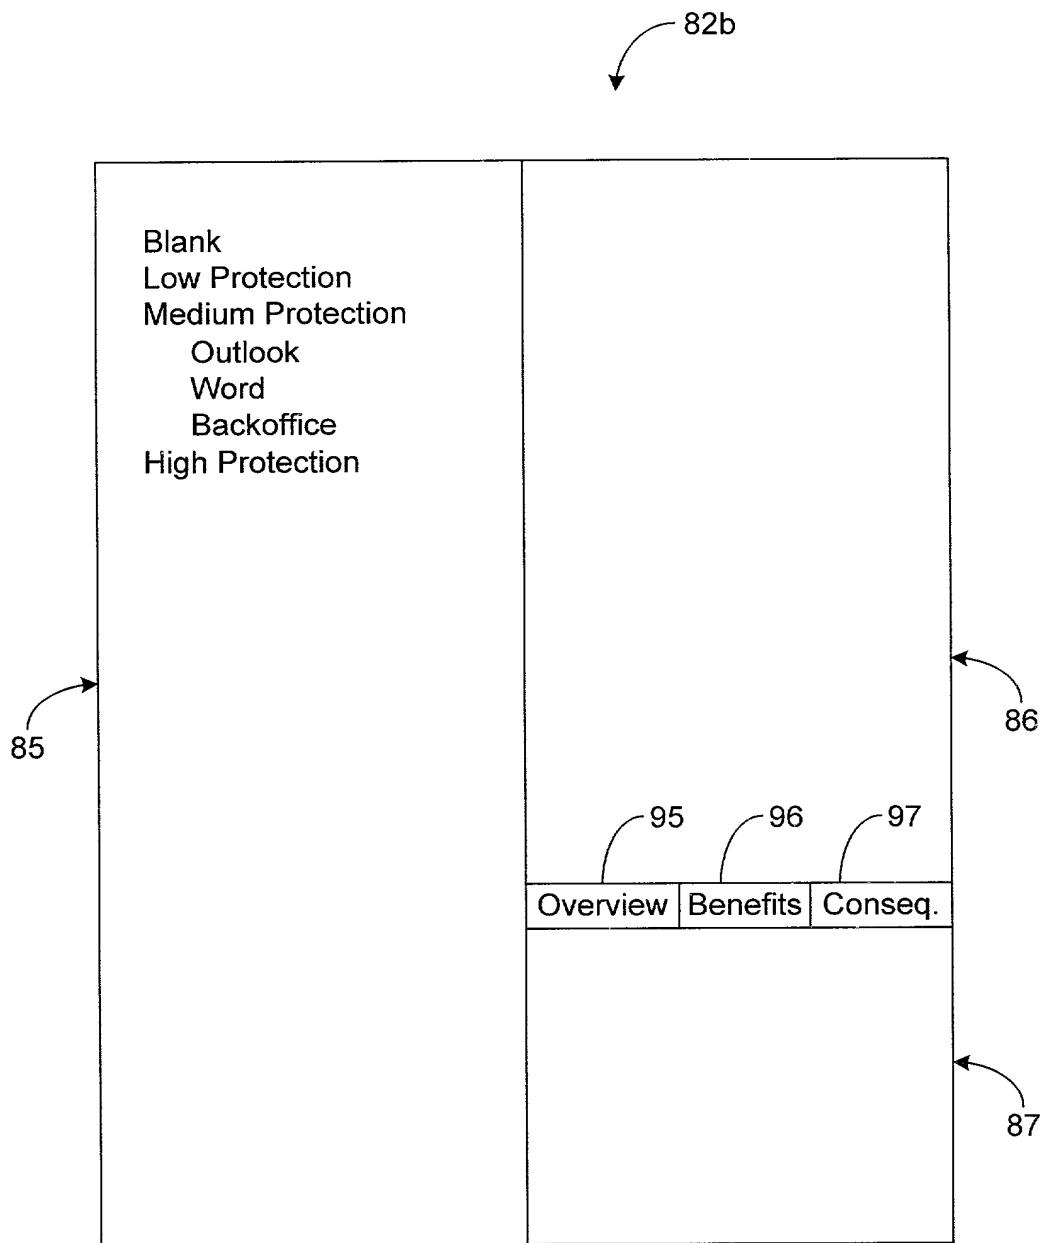 82b
Blank
Low Protection
Medium Protection
Outlook
Word
Backoffice
High Protection
85
86
95 96 97
Overview Benefits Conseq.
87